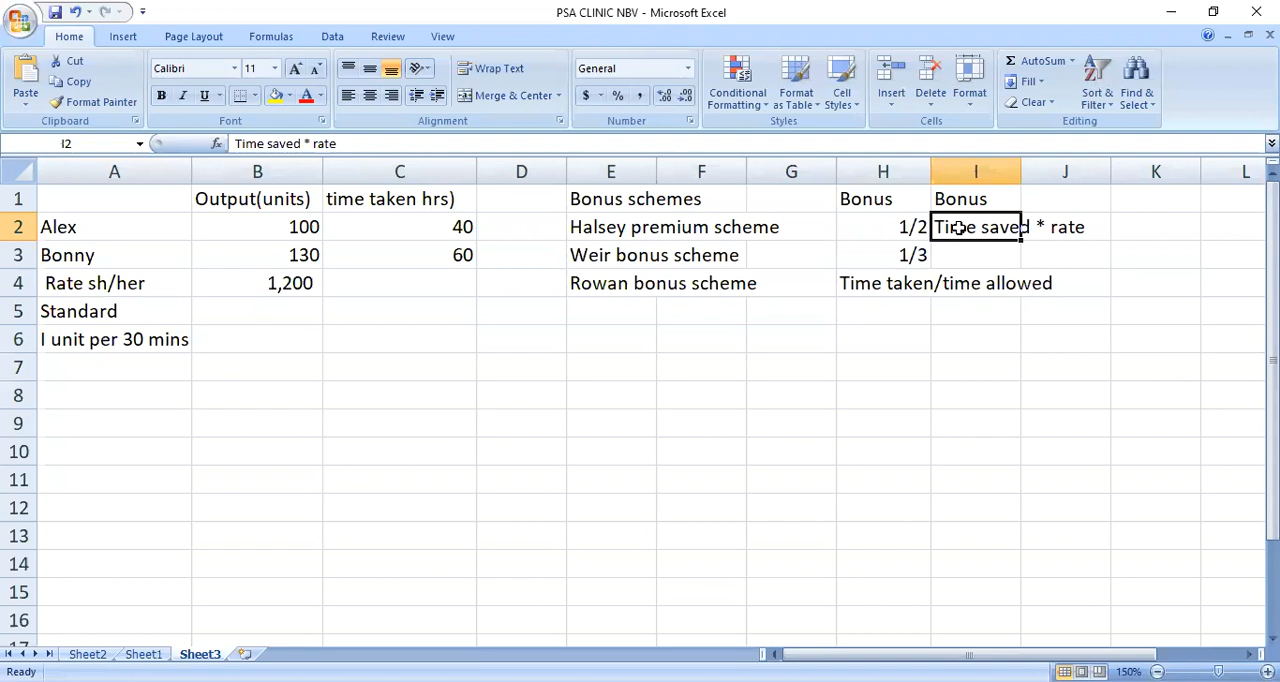 PSA CLINIC NBV - Microsoft Excel
Home Insert Page Layout Formulas Data Review View
Paste
Cut
Copy
Format Painter
Clipboard
Calibri 11
B I U
Font
Wrap Text
Merge & Center
Alignment
General
$ % ,
Number
Conditional Formatting
Format as Table
Cell Styles
Styles
Insert Delete Format
Cells
Σ AutoSum
Fill
Clear
Sort & Filter
Find & Select
Editing
I2 fx Time saved * rate
A B C D E F G H I J K L
1 Output(units) time taken hrs) Bonus schemes Bonus Bonus
2 Alex 100 40 Halsey premium scheme 1/2 Time saved * rate
3 Bonny 130 60 Weir bonus scheme 1/3
4 Rate sh/her 1,200 Rowan bonus scheme Time taken/time allowed
5 Standard
6 I unit per 30 mins
7
8
9
10
11
12
13
14
15
16
17
Sheet2 Sheet1 Sheet3
Ready 150%